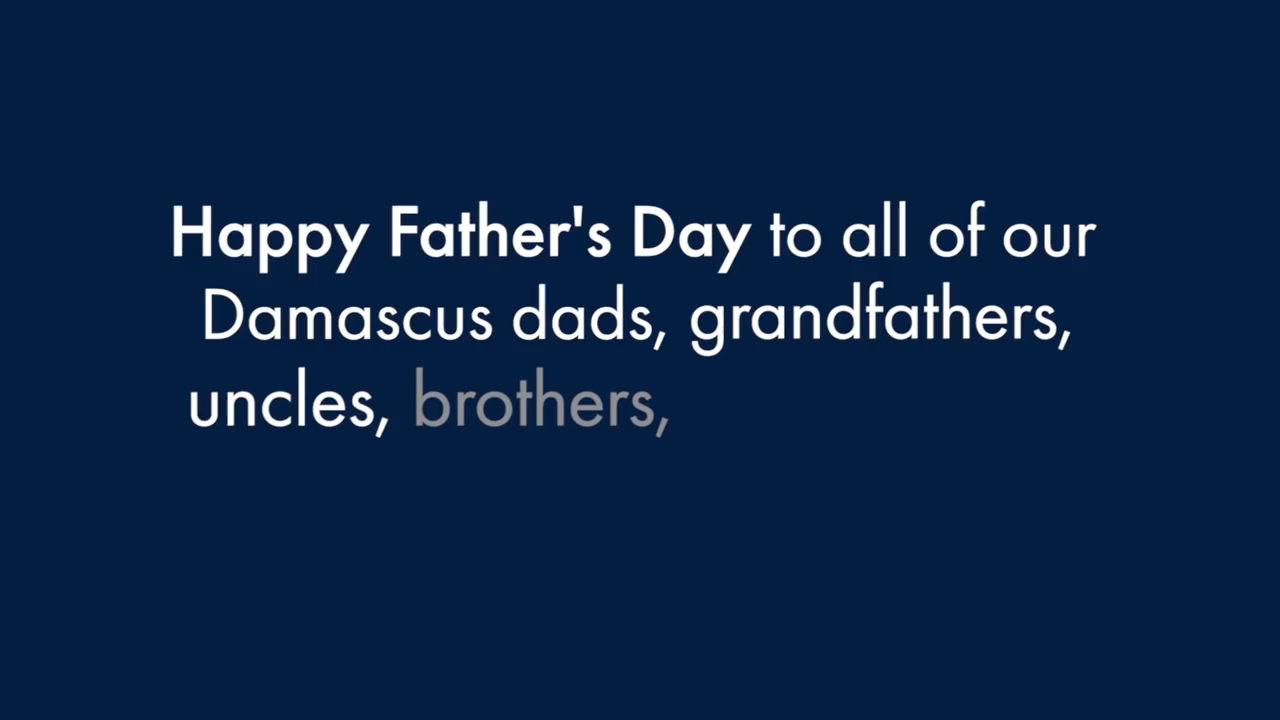 Happy Father's Day to all of our
Damascus dads, grandfathers,
uncles, brothers,